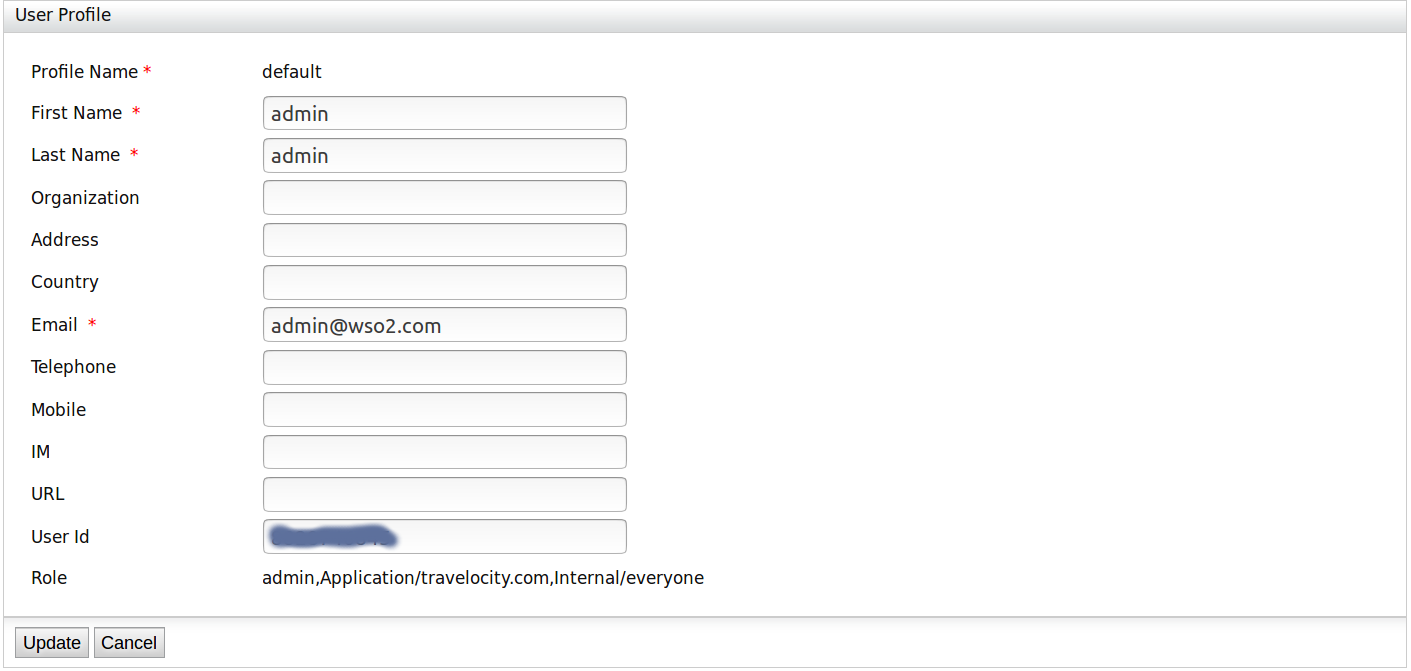 User Profile
Profile Name * default
First Name * admin
Last Name * admin
Organization
Address
Country
Email * admin@wso2.com
Telephone
Mobile
IM
URL
User Id
Role admin,Application/travelocity.com,Internal/everyone
Update Cancel